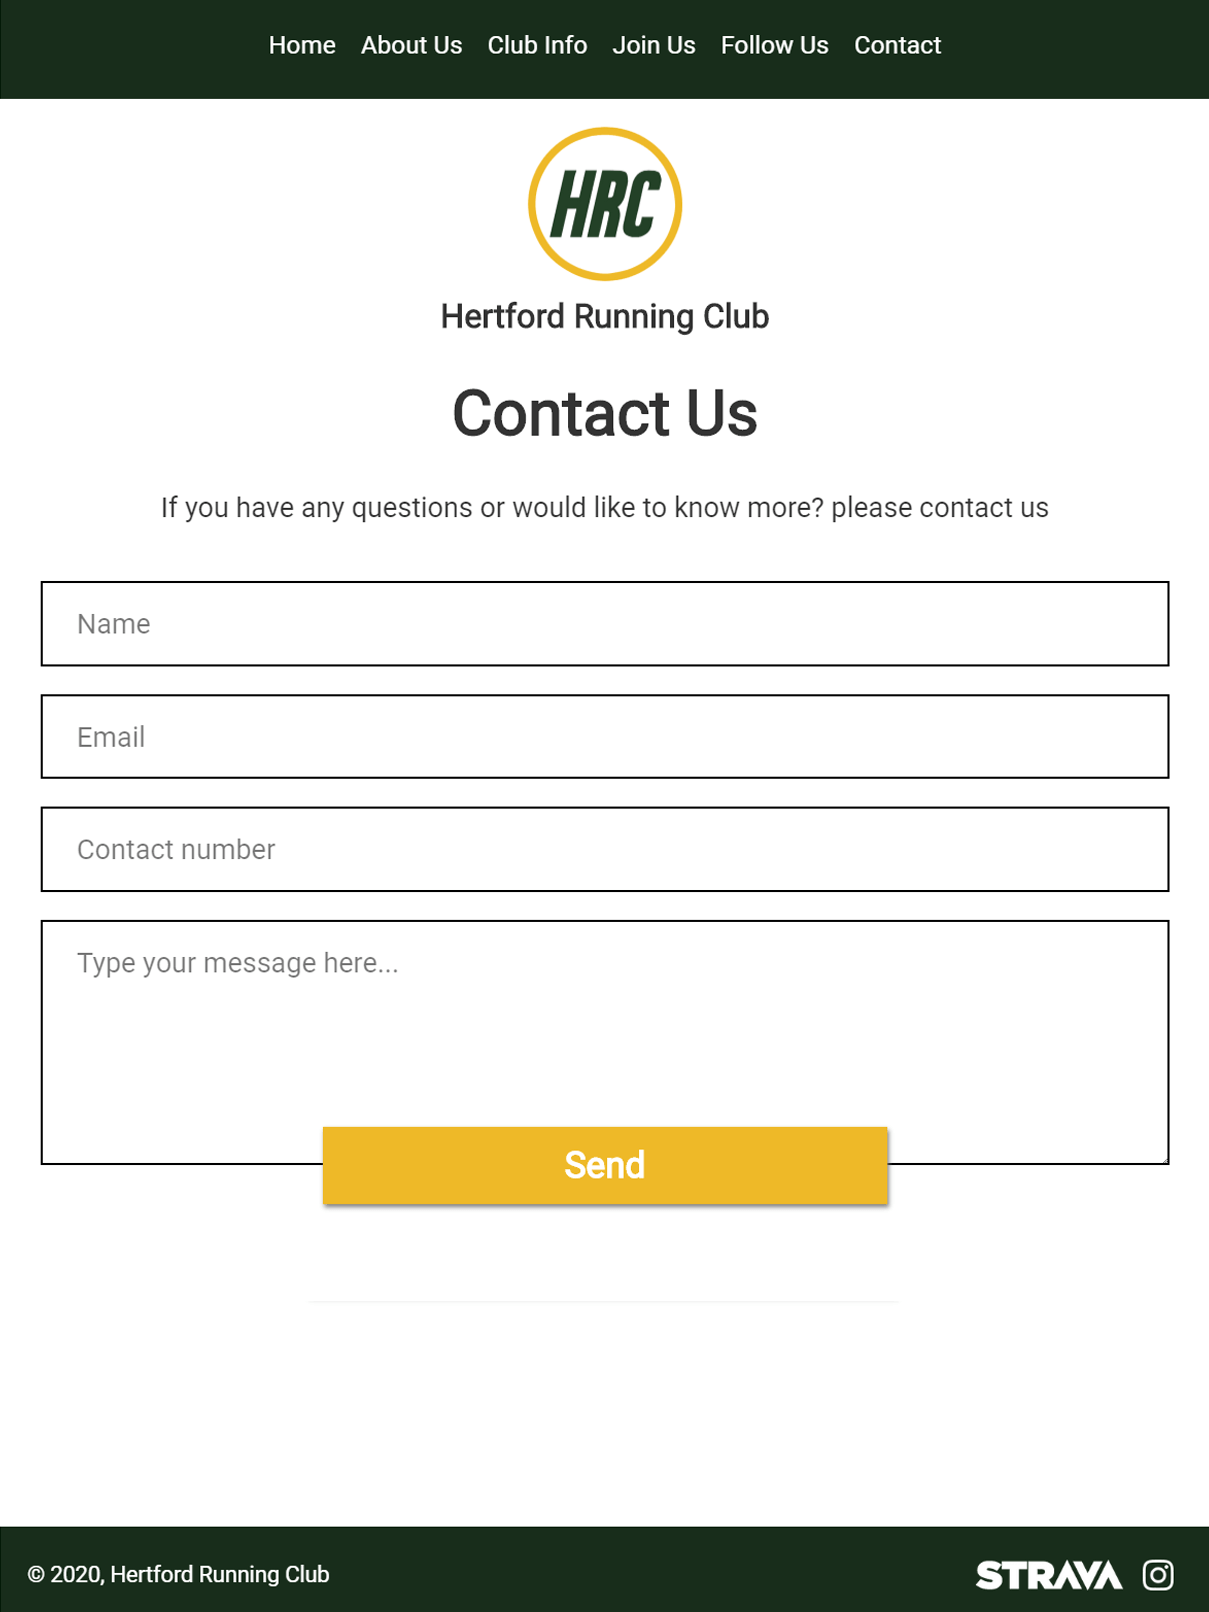 Home About Us Club Info Join Us Follow Us Contact
HRC
Hertford Running Club
Contact Us
If you have any questions or would like to know more? please contact us
Name
Email
Contact number
Type your message here...
Send
© 2020, Hertford Running Club
STRAVA